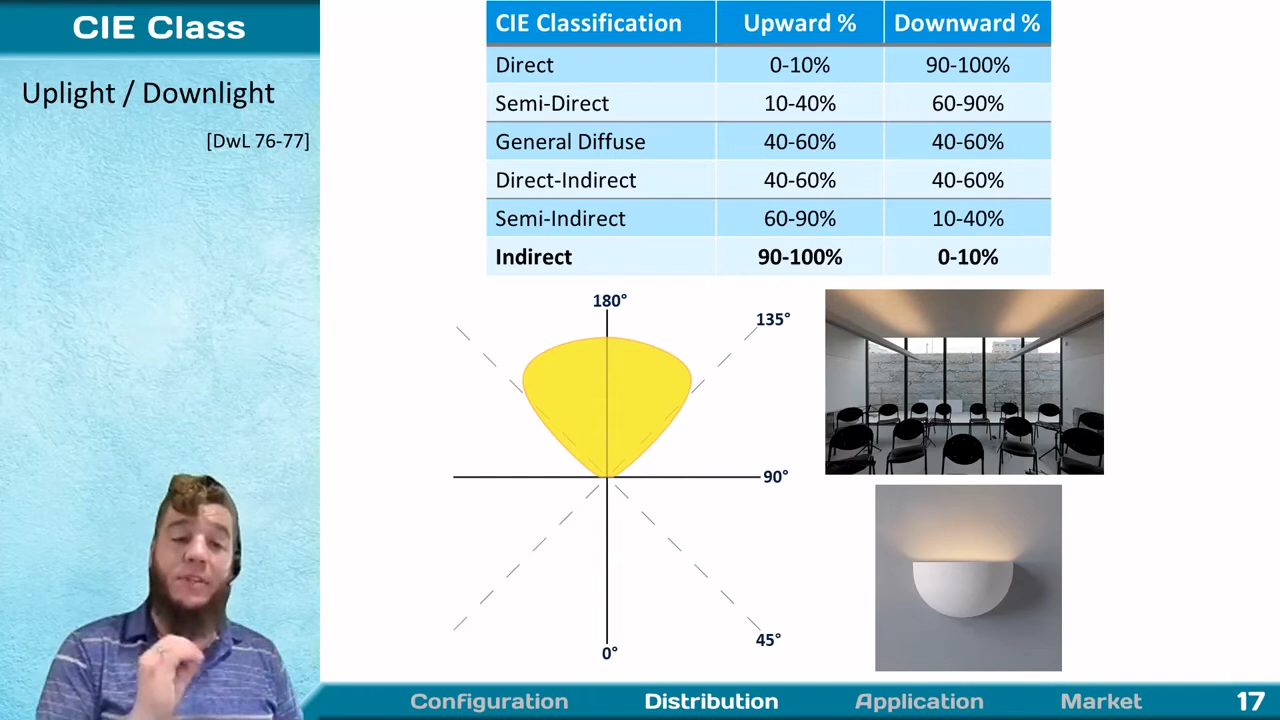 CIE Class
Uplight / Downlight
[DwL 76-77]
CIE Classification Upward % Downward %
Direct 0-10% 90-100%
Semi-Direct 10-40% 60-90%
General Diffuse 40-60% 40-60%
Direct-Indirect 40-60% 40-60%
Semi-Indirect 60-90% 10-40%
Indirect 90-100% 0-10%
180°
135°
90°
45°
0°
Configuration Distribution Application Market 17